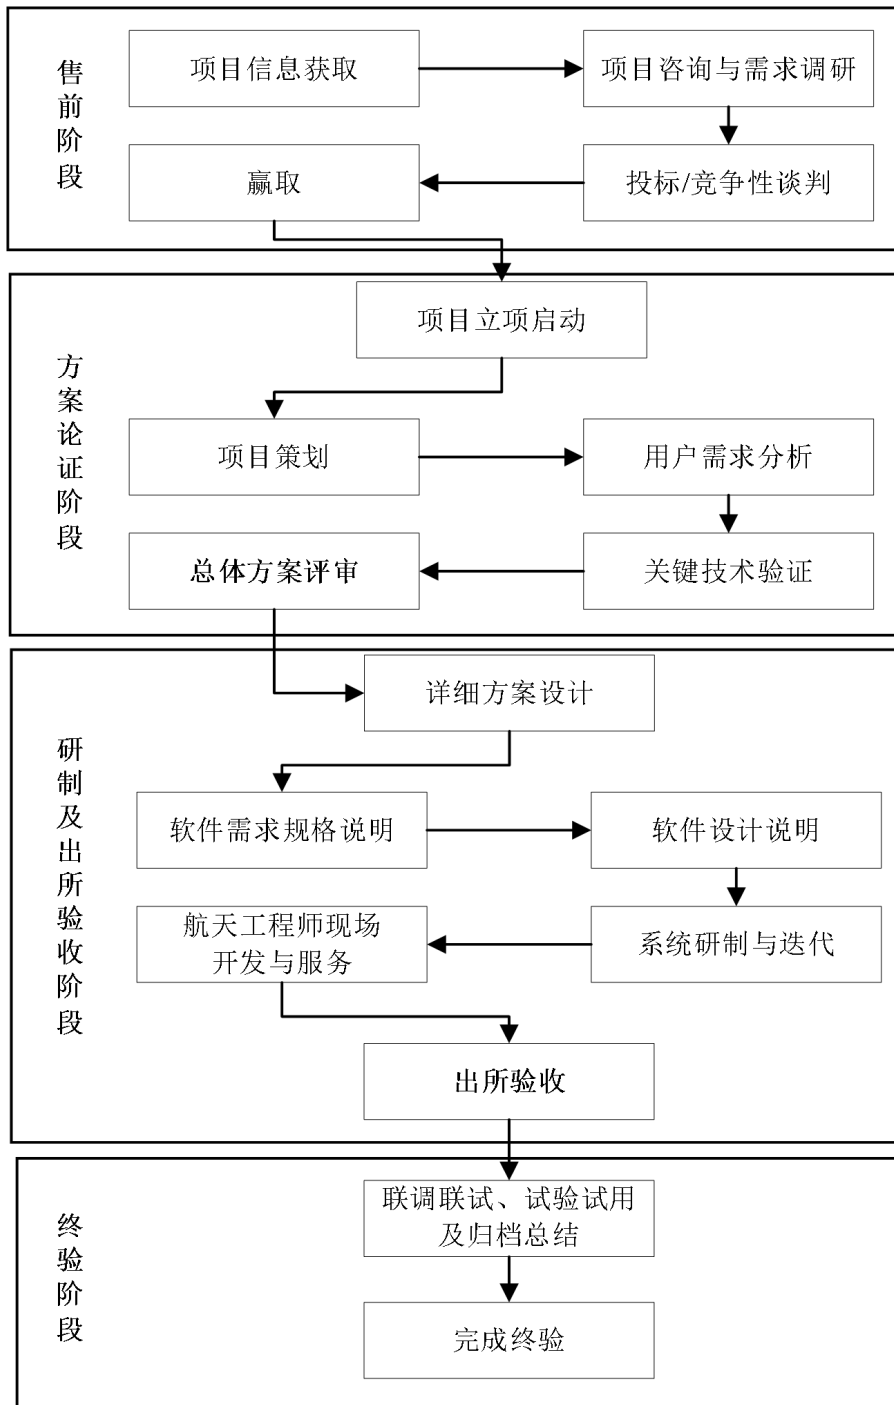 售前阶段
项目信息获取
项目咨询与需求调研
赢取
投标/竞争性谈判
方案论证阶段
项目立项启动
项目策划
用户需求分析
总体方案评审
关键技术验证
研制及出所验收阶段
详细方案设计
软件需求规格说明
软件设计说明
航天工程师现场
开发与服务
系统研制与迭代
出所验收
终验阶段
联调联试、试验试用
及归档总结
完成终验